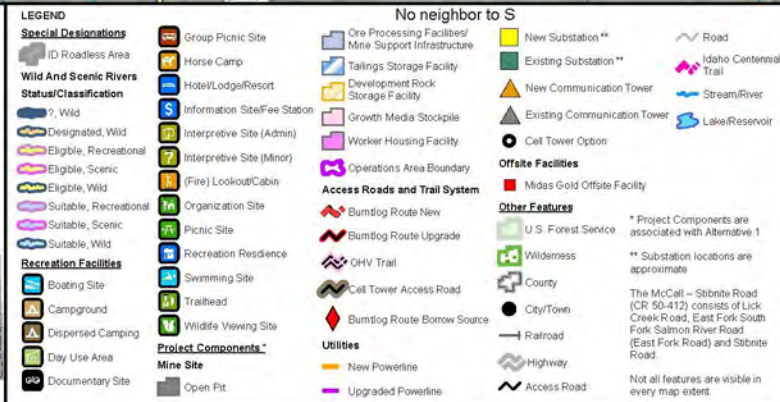 No neighbor to S
LEGEND
Special Designations
ID Roadless Area
Wild And Scenic Rivers
Status/Classification
?, Wild
Designated, Wild
Eligible, Recreational
Eligible, Scenic
Eligible, Wild
Suitable, Recreational
Suitable, Scenic
Suitable, Wild
Recreation Facilities
Boating Site
Campground
Dispersed Camping
Day Use Area
Documentary Site
Group Picnic Site
Horse Camp
Hotel/Lodge/Resort
Information Site/Fee Station
Interpretive Site (Admin)
Interpretive Site (Minor)
(Fire) Lookout/Cabin
Organization Site
Picnic Site
Recreation Resdience
Swimming Site
Trailhead
Wildlife Viewing Site
Project Components *
Mine Site
Open Pit
Ore Processing Facilities/
Mine Support Infrastructure
Tailings Storage Facility
Development Rock
Storage Facility
Growth Media Stockpile
Worker Housing Facility
Operations Area Boundary
Access Roads and Trail System
Burntlog Route New
Burntlog Route Upgrade
OHV Trail
Cell Tower Access Road
Burntlog Route Borrow Source
Utilities
New Powerline
Upgraded Powerline
New Substation **
Existing Substation **
New Communication Tower
Existing Communication Tower
Cell Tower Option
Offsite Facilities
Midas Gold Offsite Facility
Other Features
U.S. Forest Service
Wilderness
County
City/Town
Railroad
Highway
Access Road
Road
Idaho Centennial
Trail
Stream/River
Lake/Reservoir
* Project Components are
associated with Alternative 1
** Substation locations are
approximate
The McCall – Stibnite Road
(CR 50-412) consists of Lick
Creek Road, East Fork South
Fork Salmon River Road
(East Fork Road) and Stibnite
Road.
Not all features are visible in
every map extent